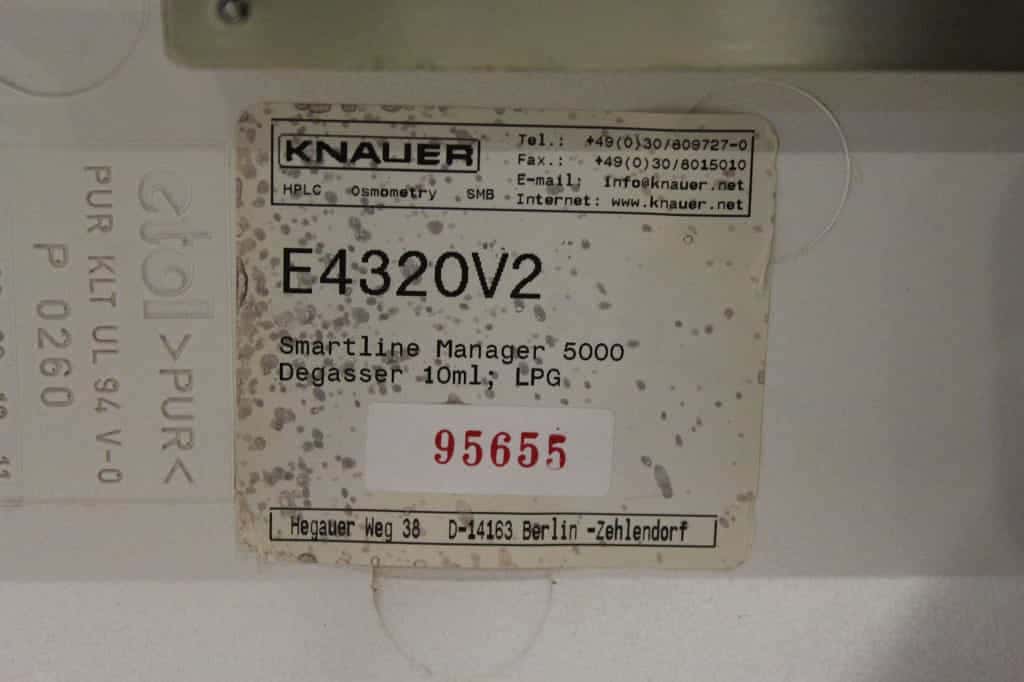 KNAUER
HPLC Osmometry SMB
Tel.: +49(0)30/809727-0
Fax.: +49(0)30/8015010
E-mail: info@knauer.net
Internet: www.knauer.net
E4320V2
Smartline Manager 5000
Degasser 10ml; LPG
95655
Hegauer Weg 38 D-14163 Berlin -Zehlendorf
>PUR<
PUR KLT UL 94 V-0
P 0260